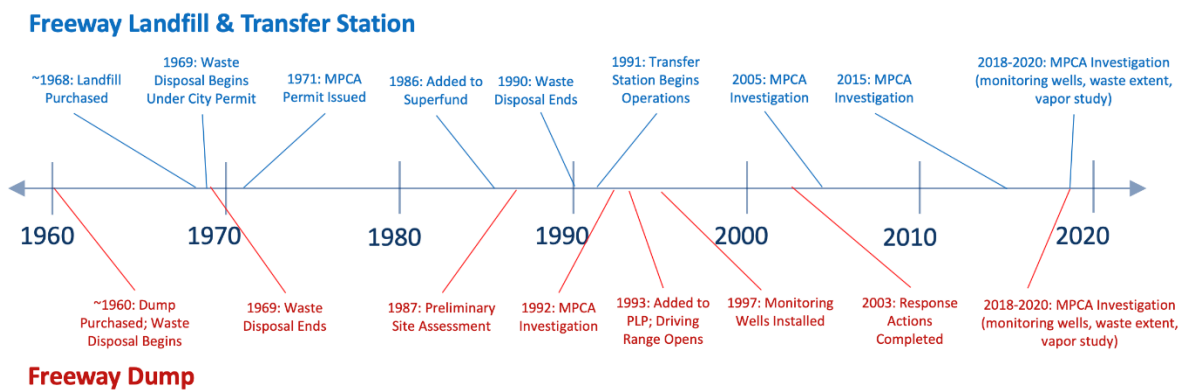 Freeway Landfill & Transfer Station
~1968: Landfill
Purchased
1969: Waste
Disposal Begins
Under City Permit
1971: MPCA
Permit Issued
1986: Added to
Superfund
1990: Waste
Disposal Ends
1991: Transfer
Station Begins
Operations
2005: MPCA
Investigation
2015: MPCA
Investigation
2018-2020: MPCA Investigation
(monitoring wells, waste extent,
vapor study)
1960
1970
1980
1990
2000
2010
2020
~1960: Dump
Purchased; Waste
Disposal Begins
1969: Waste
Disposal Ends
1987: Preliminary
Site Assessment
1992: MPCA
Investigation
1993: Added to
PLP; Driving
Range Opens
1997: Monitoring
Wells Installed
2003: Response
Actions
Completed
2018-2020: MPCA Investigation
(monitoring wells, waste extent,
vapor study)
Freeway Dump